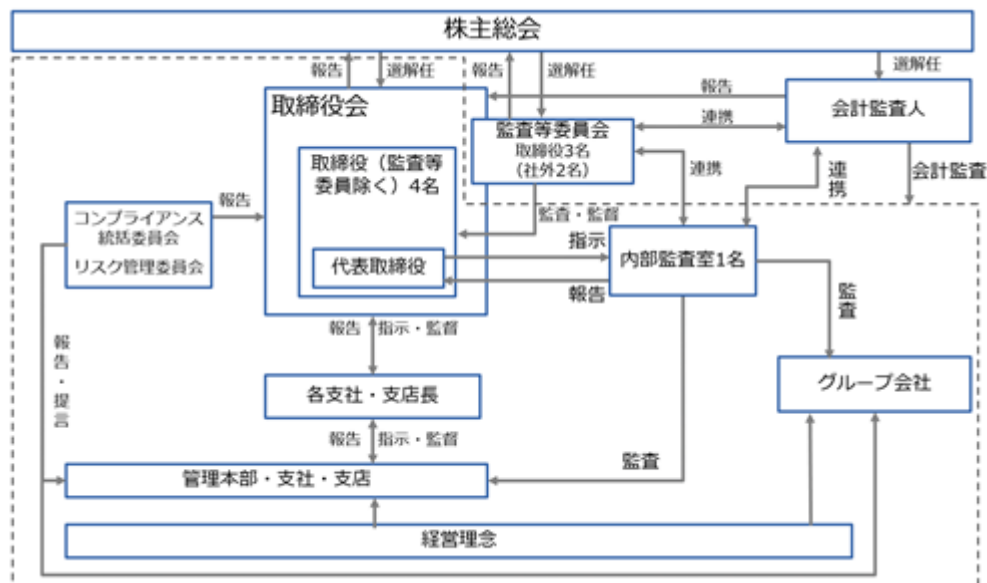 株主総会
報告
選解任
報告
選解任
選解任
取締役会
報告
会計監査人
監査等委員会
取締役3名
（社外2名）
連携
取締役（監査等
委員除く）4名
連携
連携
会計監査
報告
コンプライアンス
統括委員会
リスク管理委員会
監査・監督
指示
代表取締役
内部監査室1名
報告
監査
報告
指示・監督
報告・提言
各支社・支店長
グループ会社
報告
指示・監督
監査
管理本部・支社・支店
経営理念